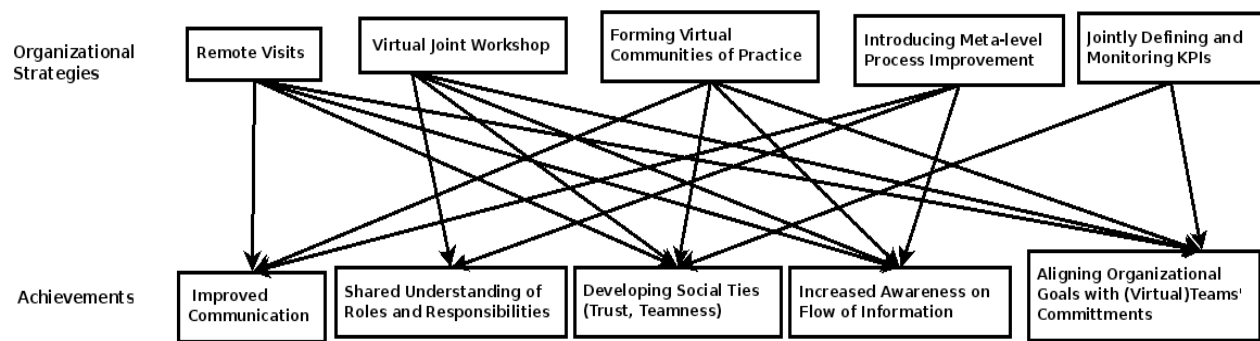 Organizational
Strategies
Remote Visits
Virtual Joint Workshop
Forming Virtual
Communities of Practice
Introducing Meta-level
Process Improvement
Jointly Defining and
Monitoring KPIs
Achievements
Improved
Communication
Shared Understanding of
Roles and Responsibilities
Developing Social Ties
(Trust, Teamness)
Increased Awareness on
Flow of Information
Aligning Organizational
Goals with (Virtual)Teams'
Committments